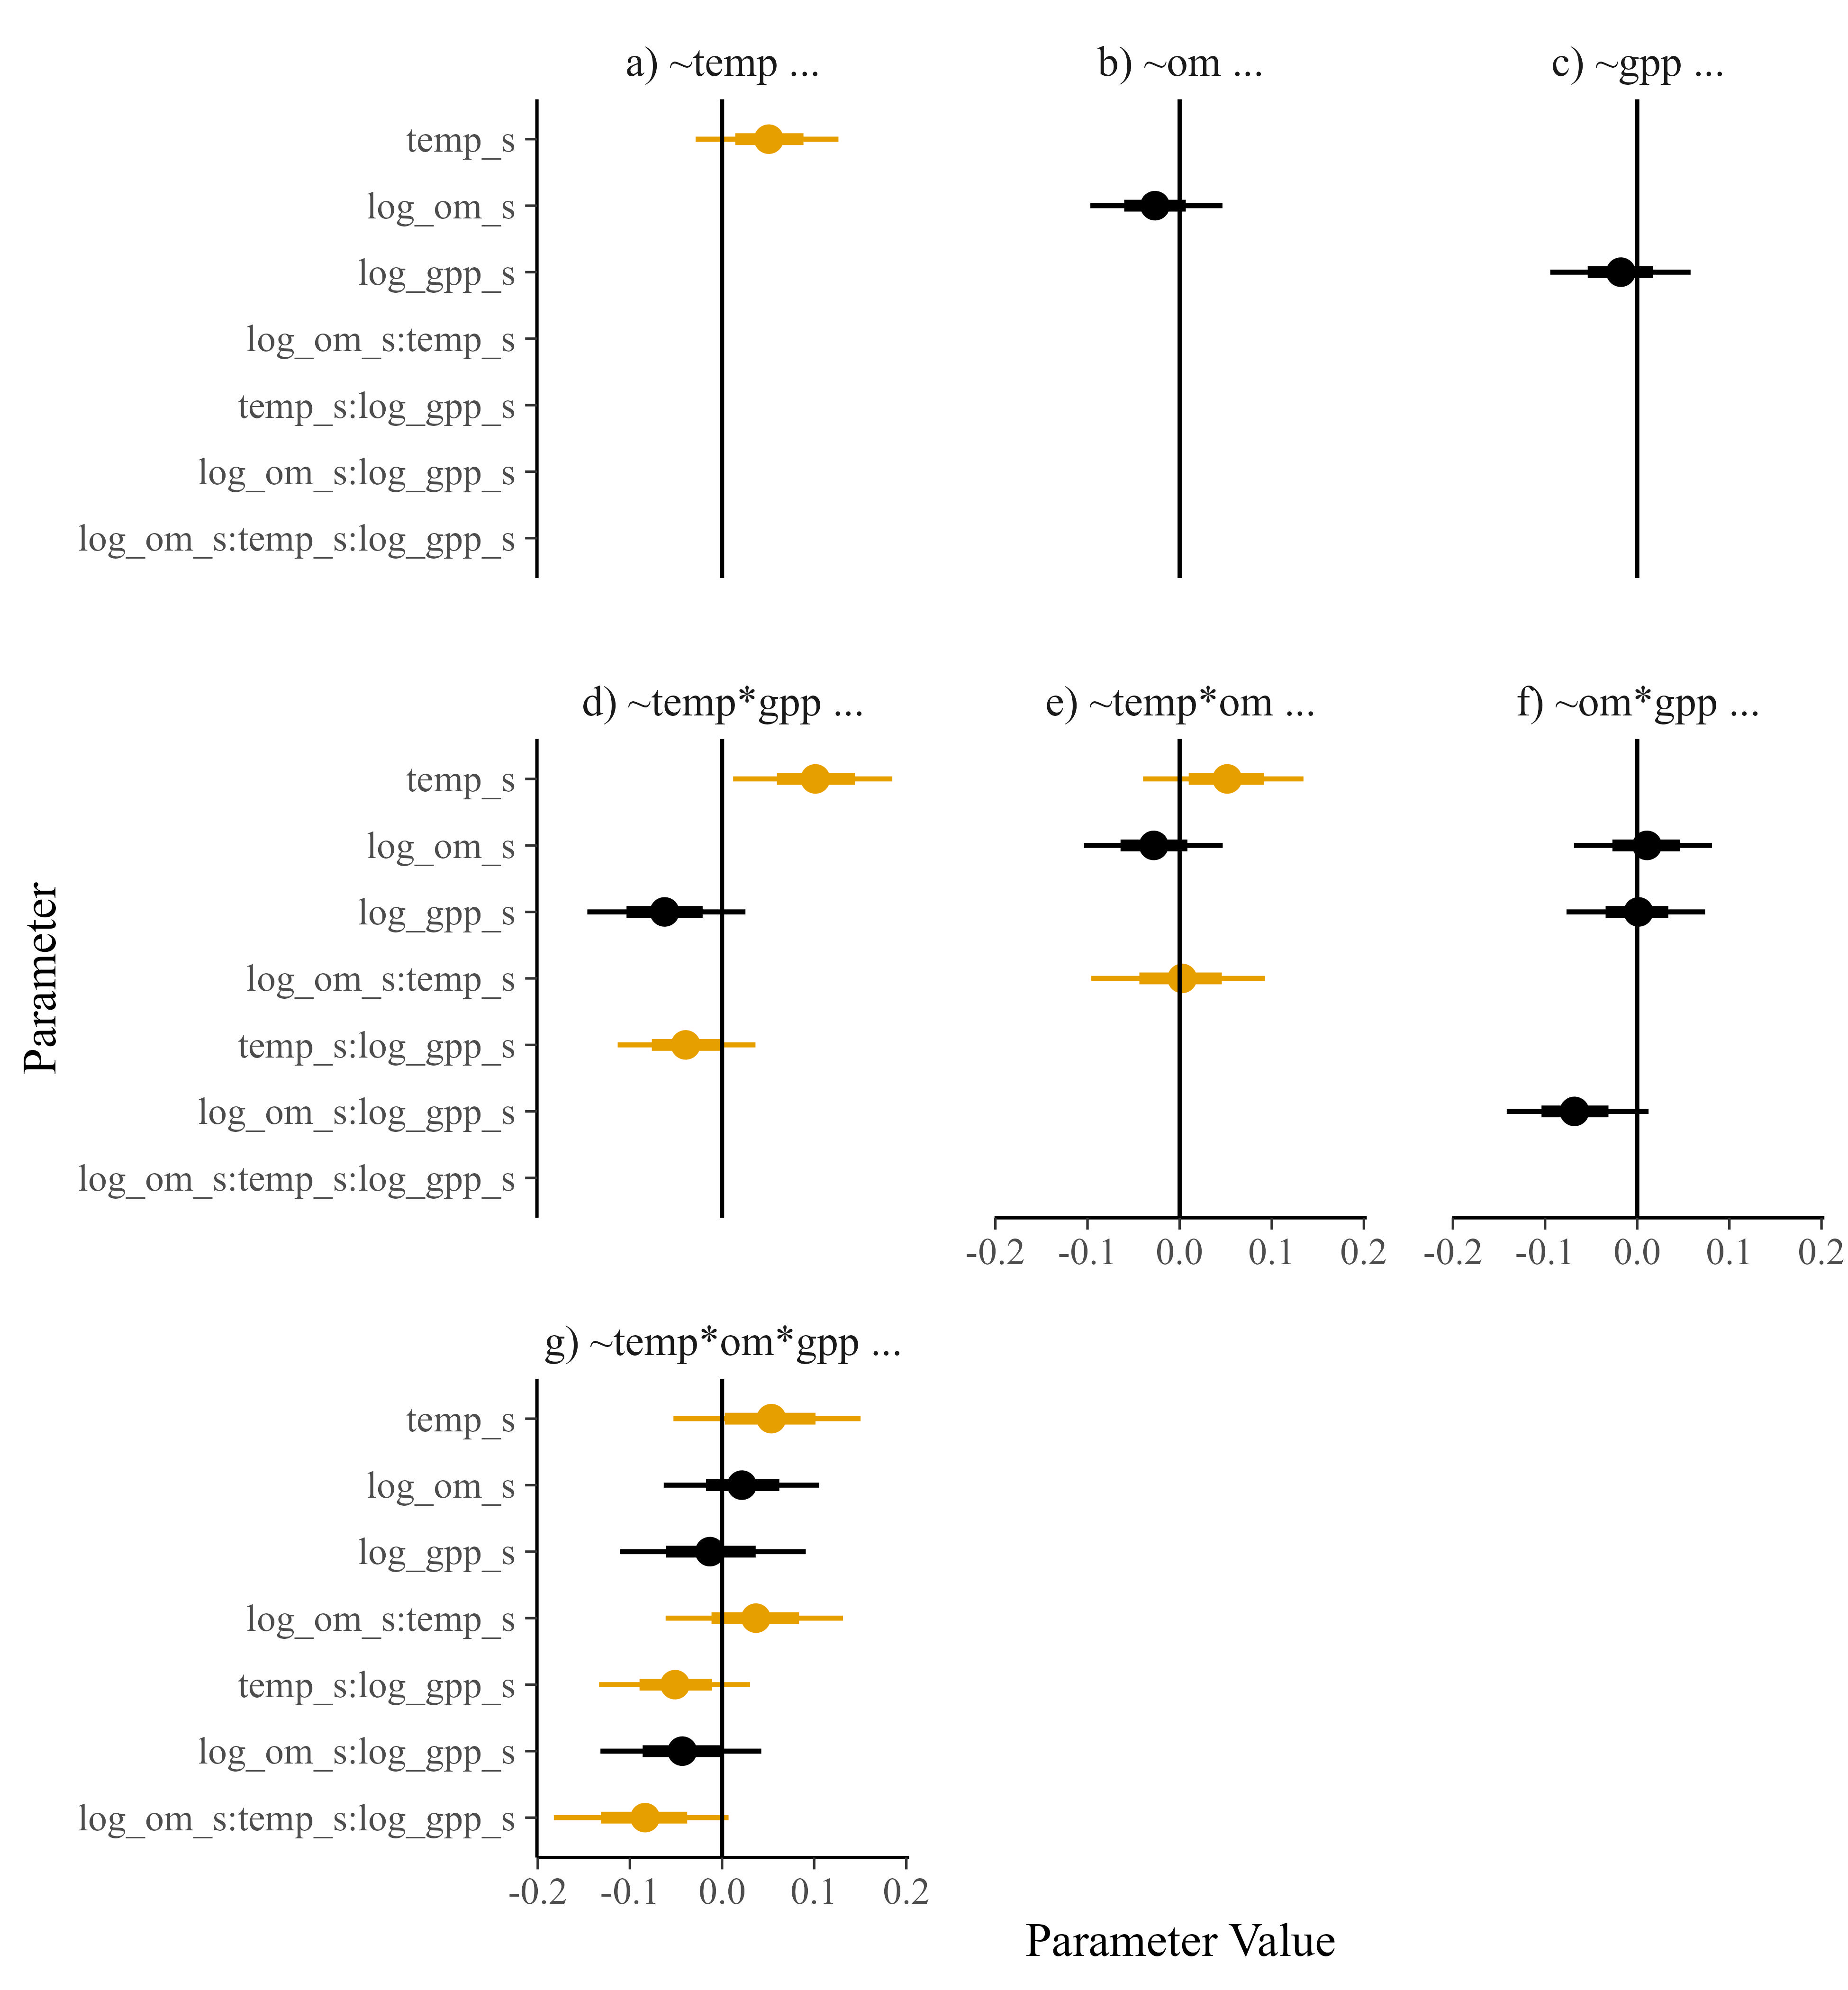 a) ~temp ...
b) ~om ...
c) ~gpp ...
temp_s
log_om_s
log_gpp_s
log_om_s:temp_s
temp_s:log_gpp_s
log_om_s:log_gpp_s
log_om_s:temp_s:log_gpp_s
d) ~temp*gpp ...
e) ~temp*om ...
f) ~om*gpp ...
temp_s
log_om_s
log_gpp_s
log_om_s:temp_s
temp_s:log_gpp_s
log_om_s:log_gpp_s
log_om_s:temp_s:log_gpp_s
-0.2 -0.1 0.0 0.1 0.2
-0.2 -0.1 0.0 0.1 0.2
Parameter
g) ~temp*om*gpp ...
temp_s
log_om_s
log_gpp_s
log_om_s:temp_s
temp_s:log_gpp_s
log_om_s:log_gpp_s
log_om_s:temp_s:log_gpp_s
-0.2 -0.1 0.0 0.1 0.2
Parameter Value